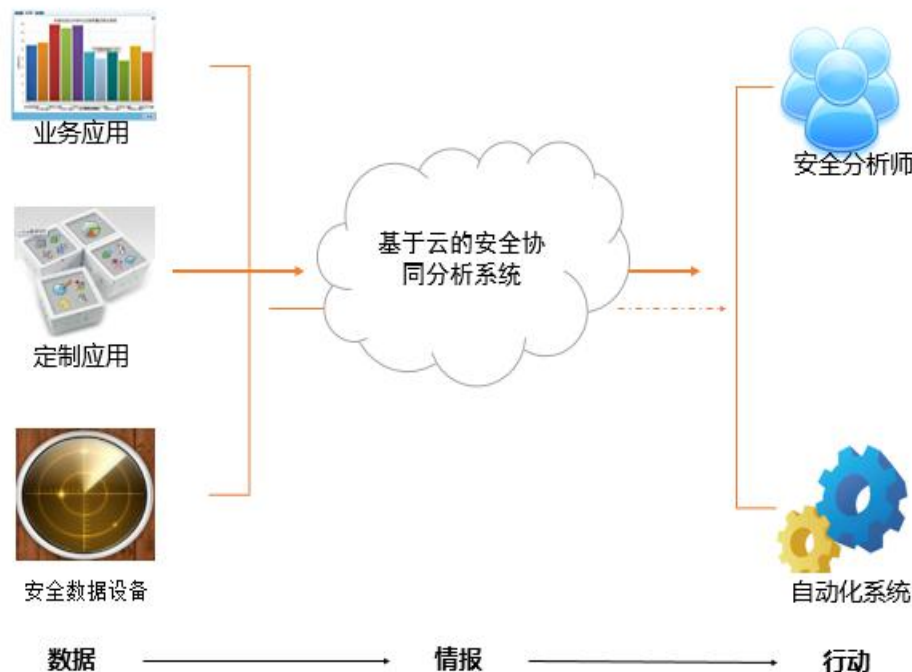 业务应用
定制应用
安全数据设备
基于云的安全协
同分析系统
安全分析师
自动化系统
数据
情报
行动